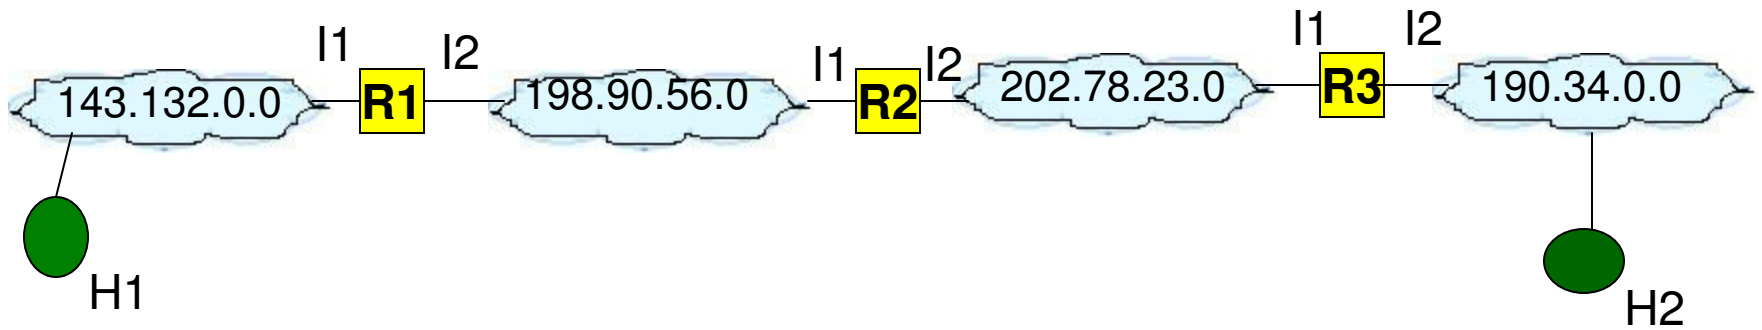 I1
I2
I1
I2
I1
I2
143.132.0.0
R1
198.90.56.0
R2
202.78.23.0
R3
190.34.0.0
H1
H2